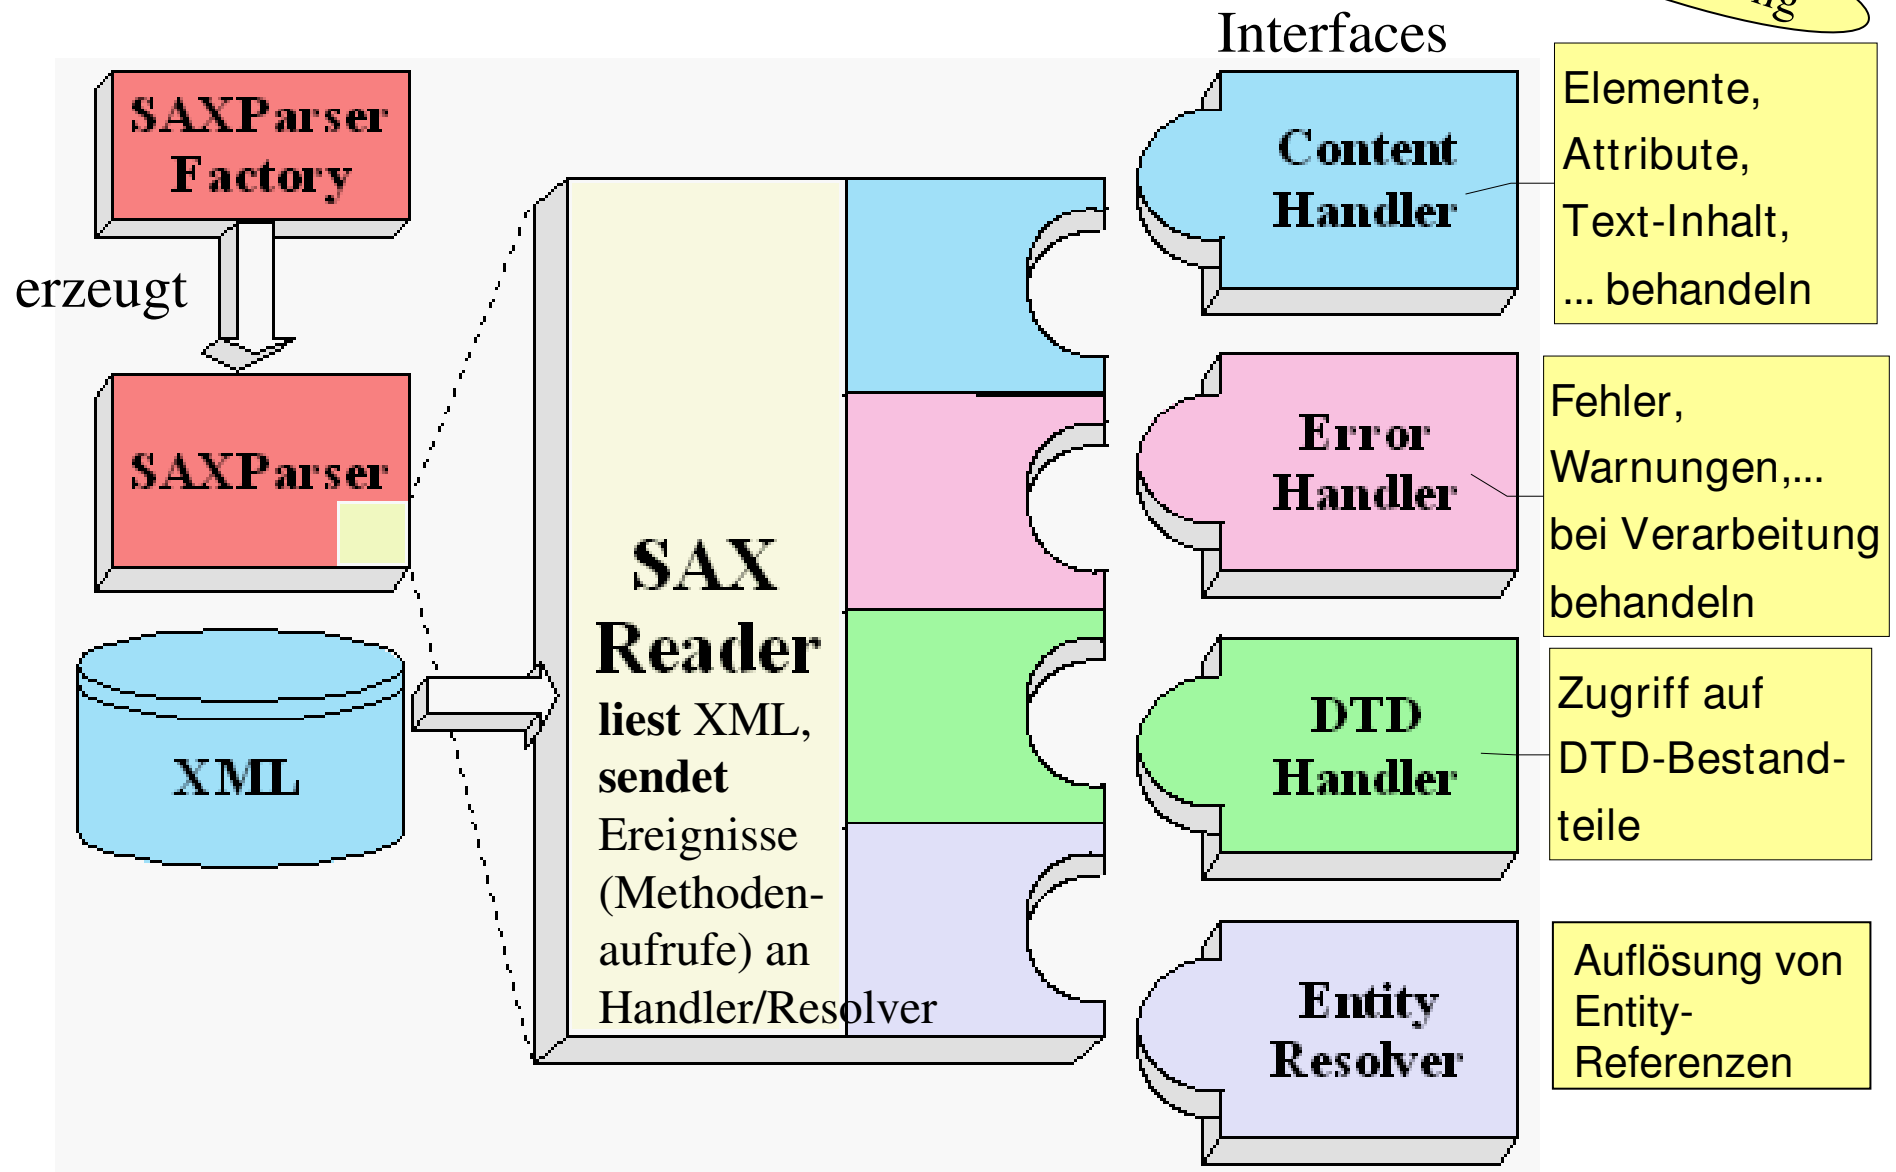 Interfaces
SAXParser
Factory
erzeugt
SAXParser
XML
SAX
Reader
liest XML,
sendet
Ereignisse
(Methoden-
aufrufe) an
Handler/Resolver
Content
Handler
Elemente,
Attribute,
Text-Inhalt,
... behandeln
Error
Handler
Fehler,
Warnungen,...
bei Verarbeitung
behandeln
DTD
Handler
Zugriff auf
DTD-Bestand-
teile
Entity
Resolver
Auflösung von
Entity-
Referenzen